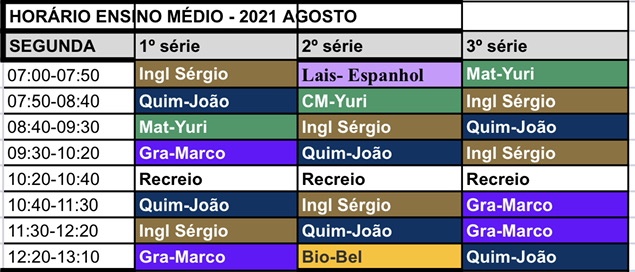 HORÁRIO ENSINO MÉDIO - 2021 AGOSTO
SEGUNDA 1º série 2º série 3º série
07:00-07:50 Ingl Sérgio Lais- Espanhol Mat-Yuri
07:50-08:40 Quim-João CM-Yuri Ingl Sérgio
08:40-09:30 Mat-Yuri Ingl Sérgio Quim-João
09:30-10:20 Gra-Marco Quim-João Ingl Sérgio
10:20-10:40 Recreio Recreio Recreio
10:40-11:30 Quim-João Ingl Sérgio Gra-Marco
11:30-12:20 Ingl Sérgio Quim-João Gra-Marco
12:20-13:10 Gra-Marco Bio-Bel Quim-João